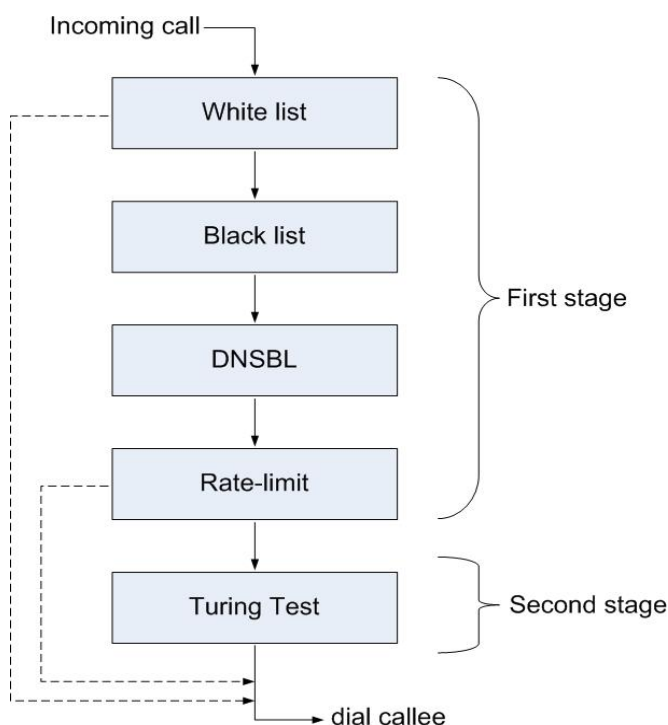 Incoming call
White list
Black list
First stage
DNSBL
Rate-limit
Turing Test
Second stage
dial callee